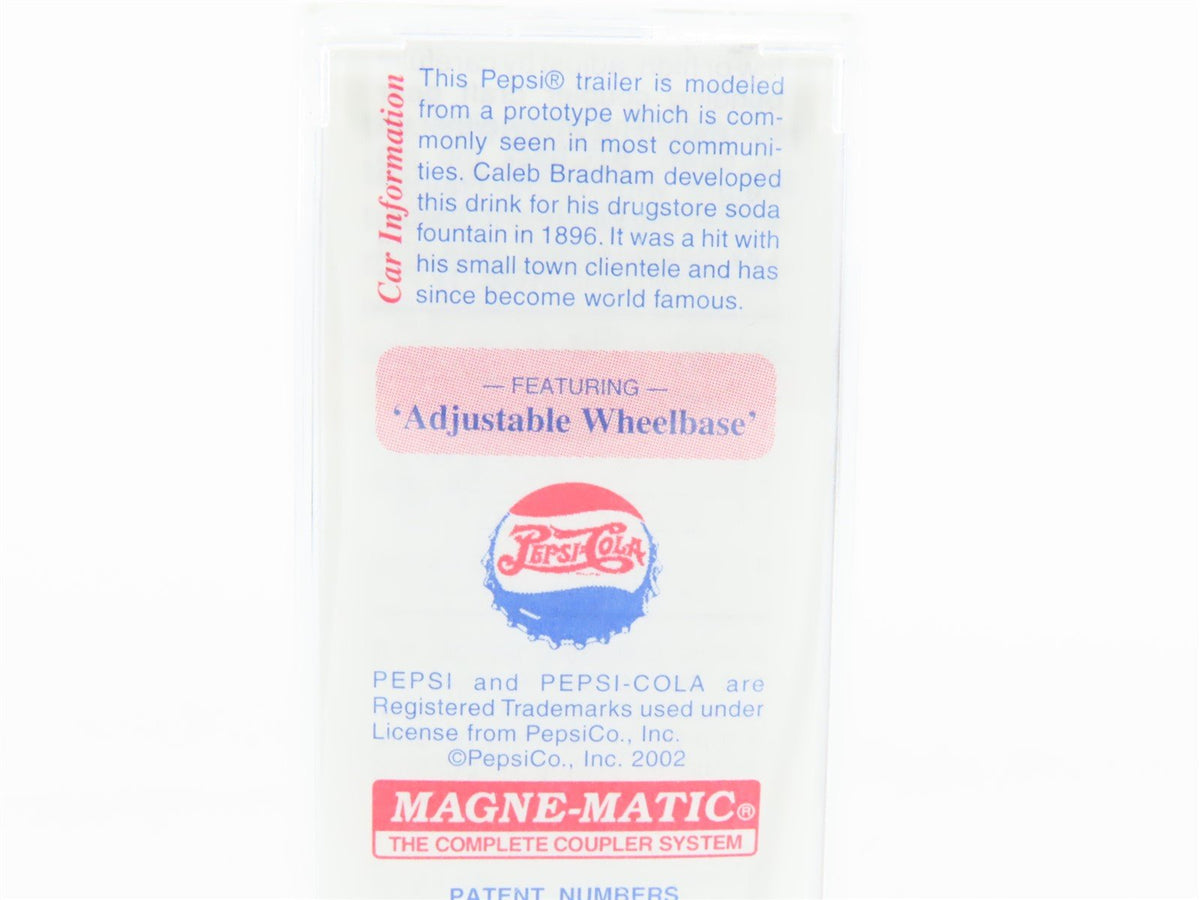 Car Information
This Pepsi® trailer is modeled
from a prototype which is com-
monly seen in most communi-
ties. Caleb Bradham developed
this drink for his drugstore soda
fountain in 1896. It was a hit with
his small town clientele and has
since become world famous.
— FEATURING —
‘Adjustable Wheelbase’
PEPSI-COLA
PEPSI and PEPSI-COLA are
Registered Trademarks used under
License from PepsiCo., Inc.
©PepsiCo., Inc. 2002
MAGNE-MATIC®
THE COMPLETE COUPLER SYSTEM
PATENT NUMBERS